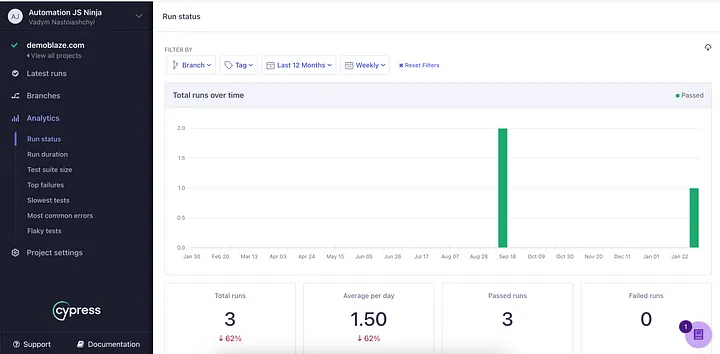 AJ
Automation JS Ninja
Vadym Nastoiashchyi
demoblaze.com
View all projects
Latest runs
Branches
Analytics
Run status
Run duration
Test suite size
Top failures
Slowest tests
Most common errors
Flaky tests
Project settings
cypress
Support
Documentation
Run status
FILTER BY
Branch
Tag
Last 12 Months
Weekly
Reset Filters
Total runs over time
Passed
2.0
1.5
1.0
0.5
0.0
Jan 30 Feb 20 Mar 13 Apr 03 Apr 24 May 15 Jun 05 Jun 26 Jul 17 Aug 07 Aug 28 Sep 18 Oct 09 Oct 30 Nov 20 Dec 11 Jan 01 Jan 22
Total runs
3
↓ 62%
Average per day
1.50
↓ 62%
Passed runs
3
Failed runs
0
1